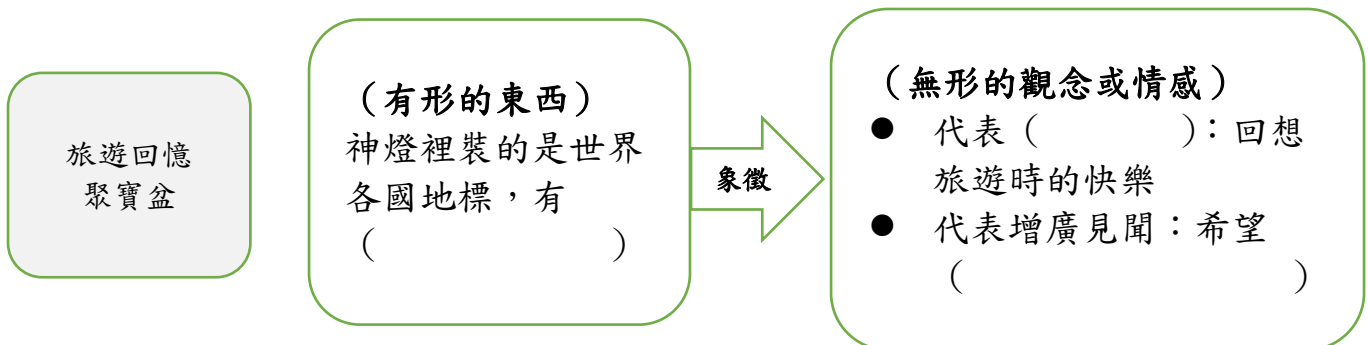 旅遊回憶
聚寶盆
（有形的東西）
神燈裡裝的是世界
各國地標，有
（　　　　　　）
象徵
（無形的觀念或情感）
● 代表（　　　　）：回想
旅遊時的快樂
● 代表增廣見聞：希望
（　　　　　　　　）